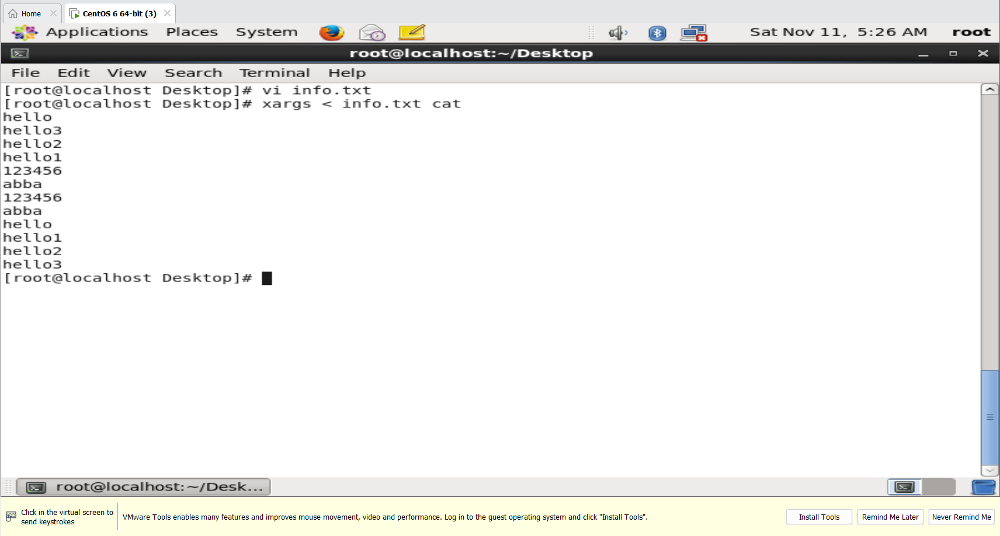 Home
CentOS 6 64-bit (3)
Applications Places System
Sat Nov 11, 5:26 AM root
root@localhost:~/Desktop
File Edit View Search Terminal Help
[root@localhost Desktop]# vi info.txt
[root@localhost Desktop]# xargs < info.txt cat
hello
hello3
hello2
hello1
123456
abba
123456
abba
hello
hello1
hello2
hello3
[root@localhost Desktop]#
root@localhost:~/Desk...
Click in the virtual screen to
send keystrokes
VMware Tools enables many features and improves mouse movement, video and performance. Log in to the guest operating system and click "Install Tools".
Install Tools
Remind Me Later
Never Remind Me